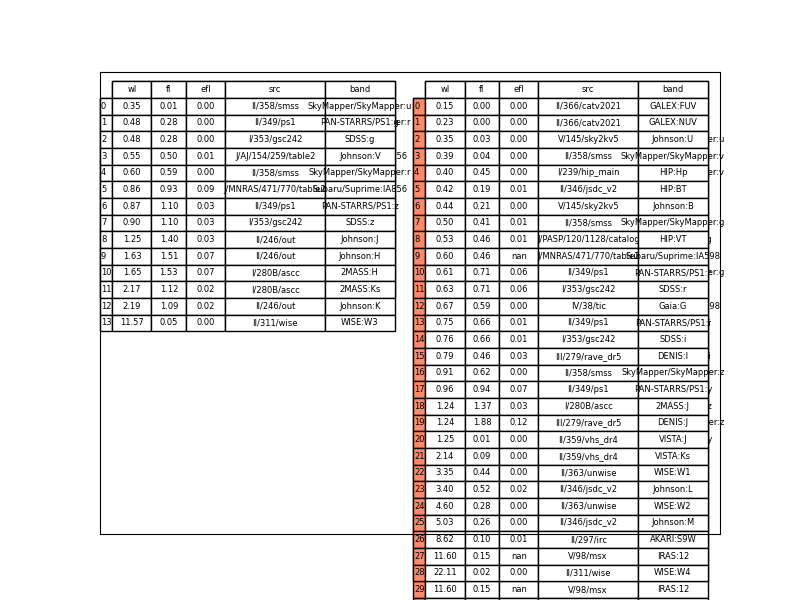 wl fl efl src band
0 0.35 0.01 0.00 II/358/smss SkyMapper/SkyMapper:u
1 0.48 0.28 0.00 II/349/ps1 PAN-STARRS/PS1:g
2 0.48 0.28 0.00 I/353/gsc242 SDSS:g
3 0.55 0.50 0.01 J/AJ/154/259/table2 Johnson:V
4 0.60 0.59 0.00 II/358/smss SkyMapper/SkyMapper:r
5 0.86 0.93 0.09 J/MNRAS/471/770/table2 Subaru/Suprime:IA856
6 0.87 1.10 0.03 II/349/ps1 PAN-STARRS/PS1:z
7 0.90 1.10 0.03 I/353/gsc242 SDSS:z
8 1.25 1.40 0.03 II/246/out Johnson:J
9 1.63 1.51 0.07 II/246/out Johnson:H
10 1.65 1.53 0.07 I/280B/ascc 2MASS:H
11 2.17 1.12 0.02 I/280B/ascc 2MASS:Ks
12 2.19 1.09 0.02 II/246/out Johnson:K
13 11.57 0.05 0.00 II/311/wise WISE:W3
wl fl efl src band
0 0.15 0.00 0.00 II/366/catv2021 GALEX:FUV
1 0.23 0.00 0.00 II/366/catv2021 GALEX:NUV
2 0.35 0.03 0.00 V/145/sky2kv5 Johnson:U
3 0.39 0.04 0.00 II/358/smss SkyMapper/SkyMapper:v
4 0.40 0.45 0.00 I/239/hip_main HIP:Hp
5 0.42 0.19 0.01 II/346/jsdc_v2 HIP:BT
6 0.44 0.21 0.00 V/145/sky2kv5 Johnson:B
7 0.50 0.41 0.01 II/358/smss SkyMapper/SkyMapper:g
8 0.53 0.46 0.01 J/PASP/120/1128/catalog HIP:VT
9 0.60 0.46 nan J/MNRAS/471/770/table2 Subaru/Suprime:IA598
10 0.61 0.71 0.06 II/349/ps1 PAN-STARRS/PS1:r
11 0.63 0.71 0.06 I/353/gsc242 SDSS:r
12 0.67 0.59 0.00 IV/38/tic Gaia:G
13 0.75 0.66 0.01 II/349/ps1 PAN-STARRS/PS1:i
14 0.76 0.66 0.01 I/353/gsc242 SDSS:i
15 0.79 0.46 0.03 III/279/rave_dr5 DENIS:I
16 0.91 0.62 0.00 II/358/smss SkyMapper/SkyMapper:z
17 0.96 0.94 0.07 II/349/ps1 PAN-STARRS/PS1:y
18 1.24 1.37 0.03 I/280B/ascc 2MASS:J
19 1.24 1.88 0.12 III/279/rave_dr5 DENIS:J
20 1.25 0.01 0.00 II/359/vhs_dr4 VISTA:J
21 2.14 0.09 0.00 II/359/vhs_dr4 VISTA:Ks
22 3.35 0.44 0.00 II/363/unwise WISE:W1
23 3.40 0.52 0.02 II/346/jsdc_v2 Johnson:L
24 4.60 0.28 0.00 II/363/unwise WISE:W2
25 5.03 0.26 0.00 II/346/jsdc_v2 Johnson:M
26 8.62 0.10 0.01 II/297/irc AKARI:S9W
27 11.60 0.15 nan V/98/msx IRAS:12
28 22.11 0.02 0.00 II/311/wise WISE:W4
29 11.60 0.15 nan V/98/msx IRAS:12